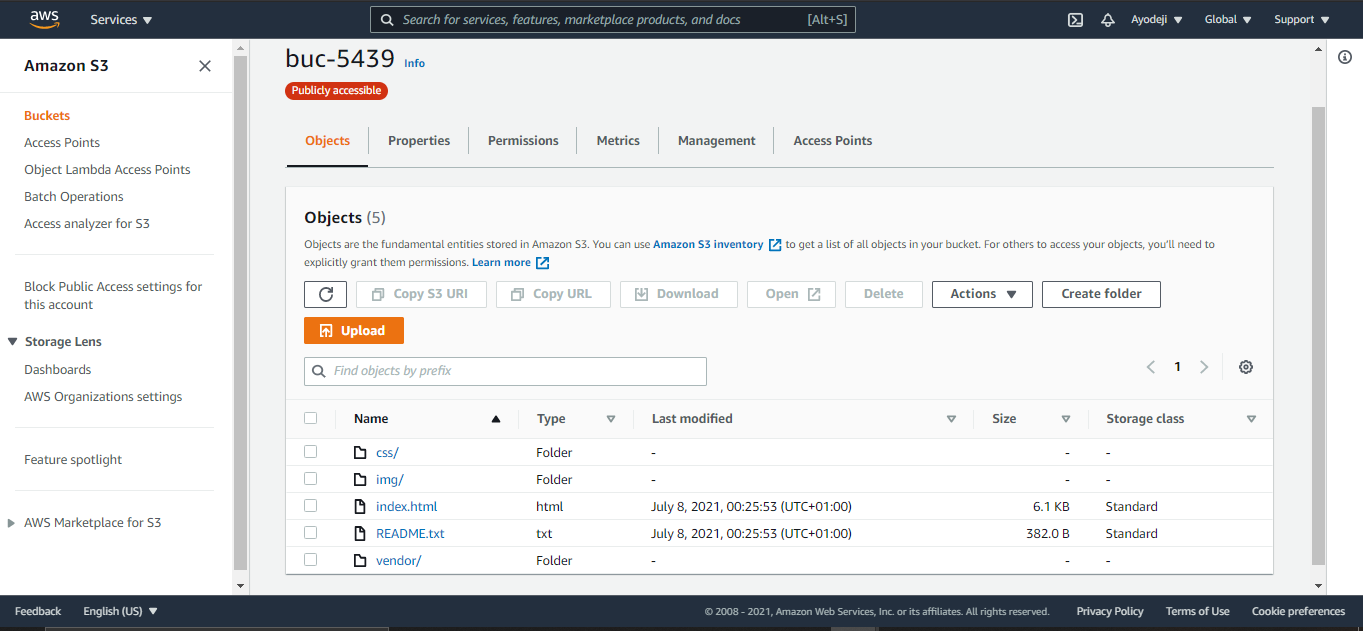 aws Services Search for services, features, marketplace products, and docs [Alt+S] Ayodeji Global Support
Amazon S3
Buckets
Access Points
Object Lambda Access Points
Batch Operations
Access analyzer for S3
Block Public Access settings for
this account
Storage Lens
Dashboards
AWS Organizations settings
Feature spotlight
AWS Marketplace for S3
buc-5439 Info
Publicly accessible
Objects Properties Permissions Metrics Management Access Points
Objects (5)
Objects are the fundamental entities stored in Amazon S3. You can use Amazon S3 inventory to get a list of all objects in your bucket. For others to access your objects, you'll need to
explicitly grant them permissions. Learn more
Copy S3 URI Copy URL Download Open Delete Actions Create folder
Upload
Find objects by prefix 1
Name Type Last modified Size Storage class
css/ Folder - - -
img/ Folder - - -
index.html html July 8, 2021, 00:25:53 (UTC+01:00) 6.1 KB Standard
README.txt txt July 8, 2021, 00:25:53 (UTC+01:00) 382.0 B Standard
vendor/ Folder - - -
Feedback English (US) © 2008 - 2021, Amazon Web Services, Inc. or its affiliates. All rights reserved. Privacy Policy Terms of Use Cookie preferences